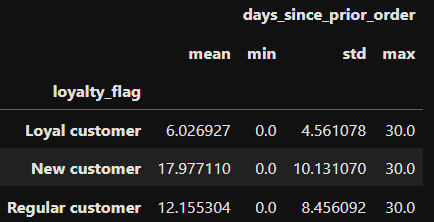 days_since_prior_order
mean min std max
loyalty_flag
Loyal customer 6.026927 0.0 4.561078 30.0
New customer 17.977110 0.0 10.131070 30.0
Regular customer 12.155304 0.0 8.456092 30.0